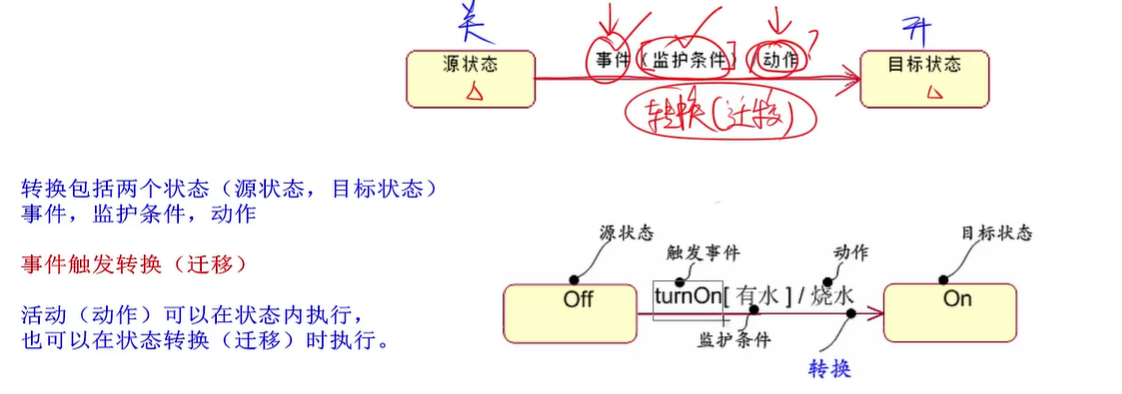 关
开
源状态
事件 [监护条件] / 动作 ?
目标状态
转换(迁移)
转换包括两个状态（源状态，目标状态）
事件，监护条件，动作
事件触发转换（迁移）
活动（动作）可以在状态内执行，
也可以在状态转换（迁移）时执行。
源状态
触发事件
动作
目标状态
Off
turnOn[ 有水 ] / 烧水
On
监护条件
转换